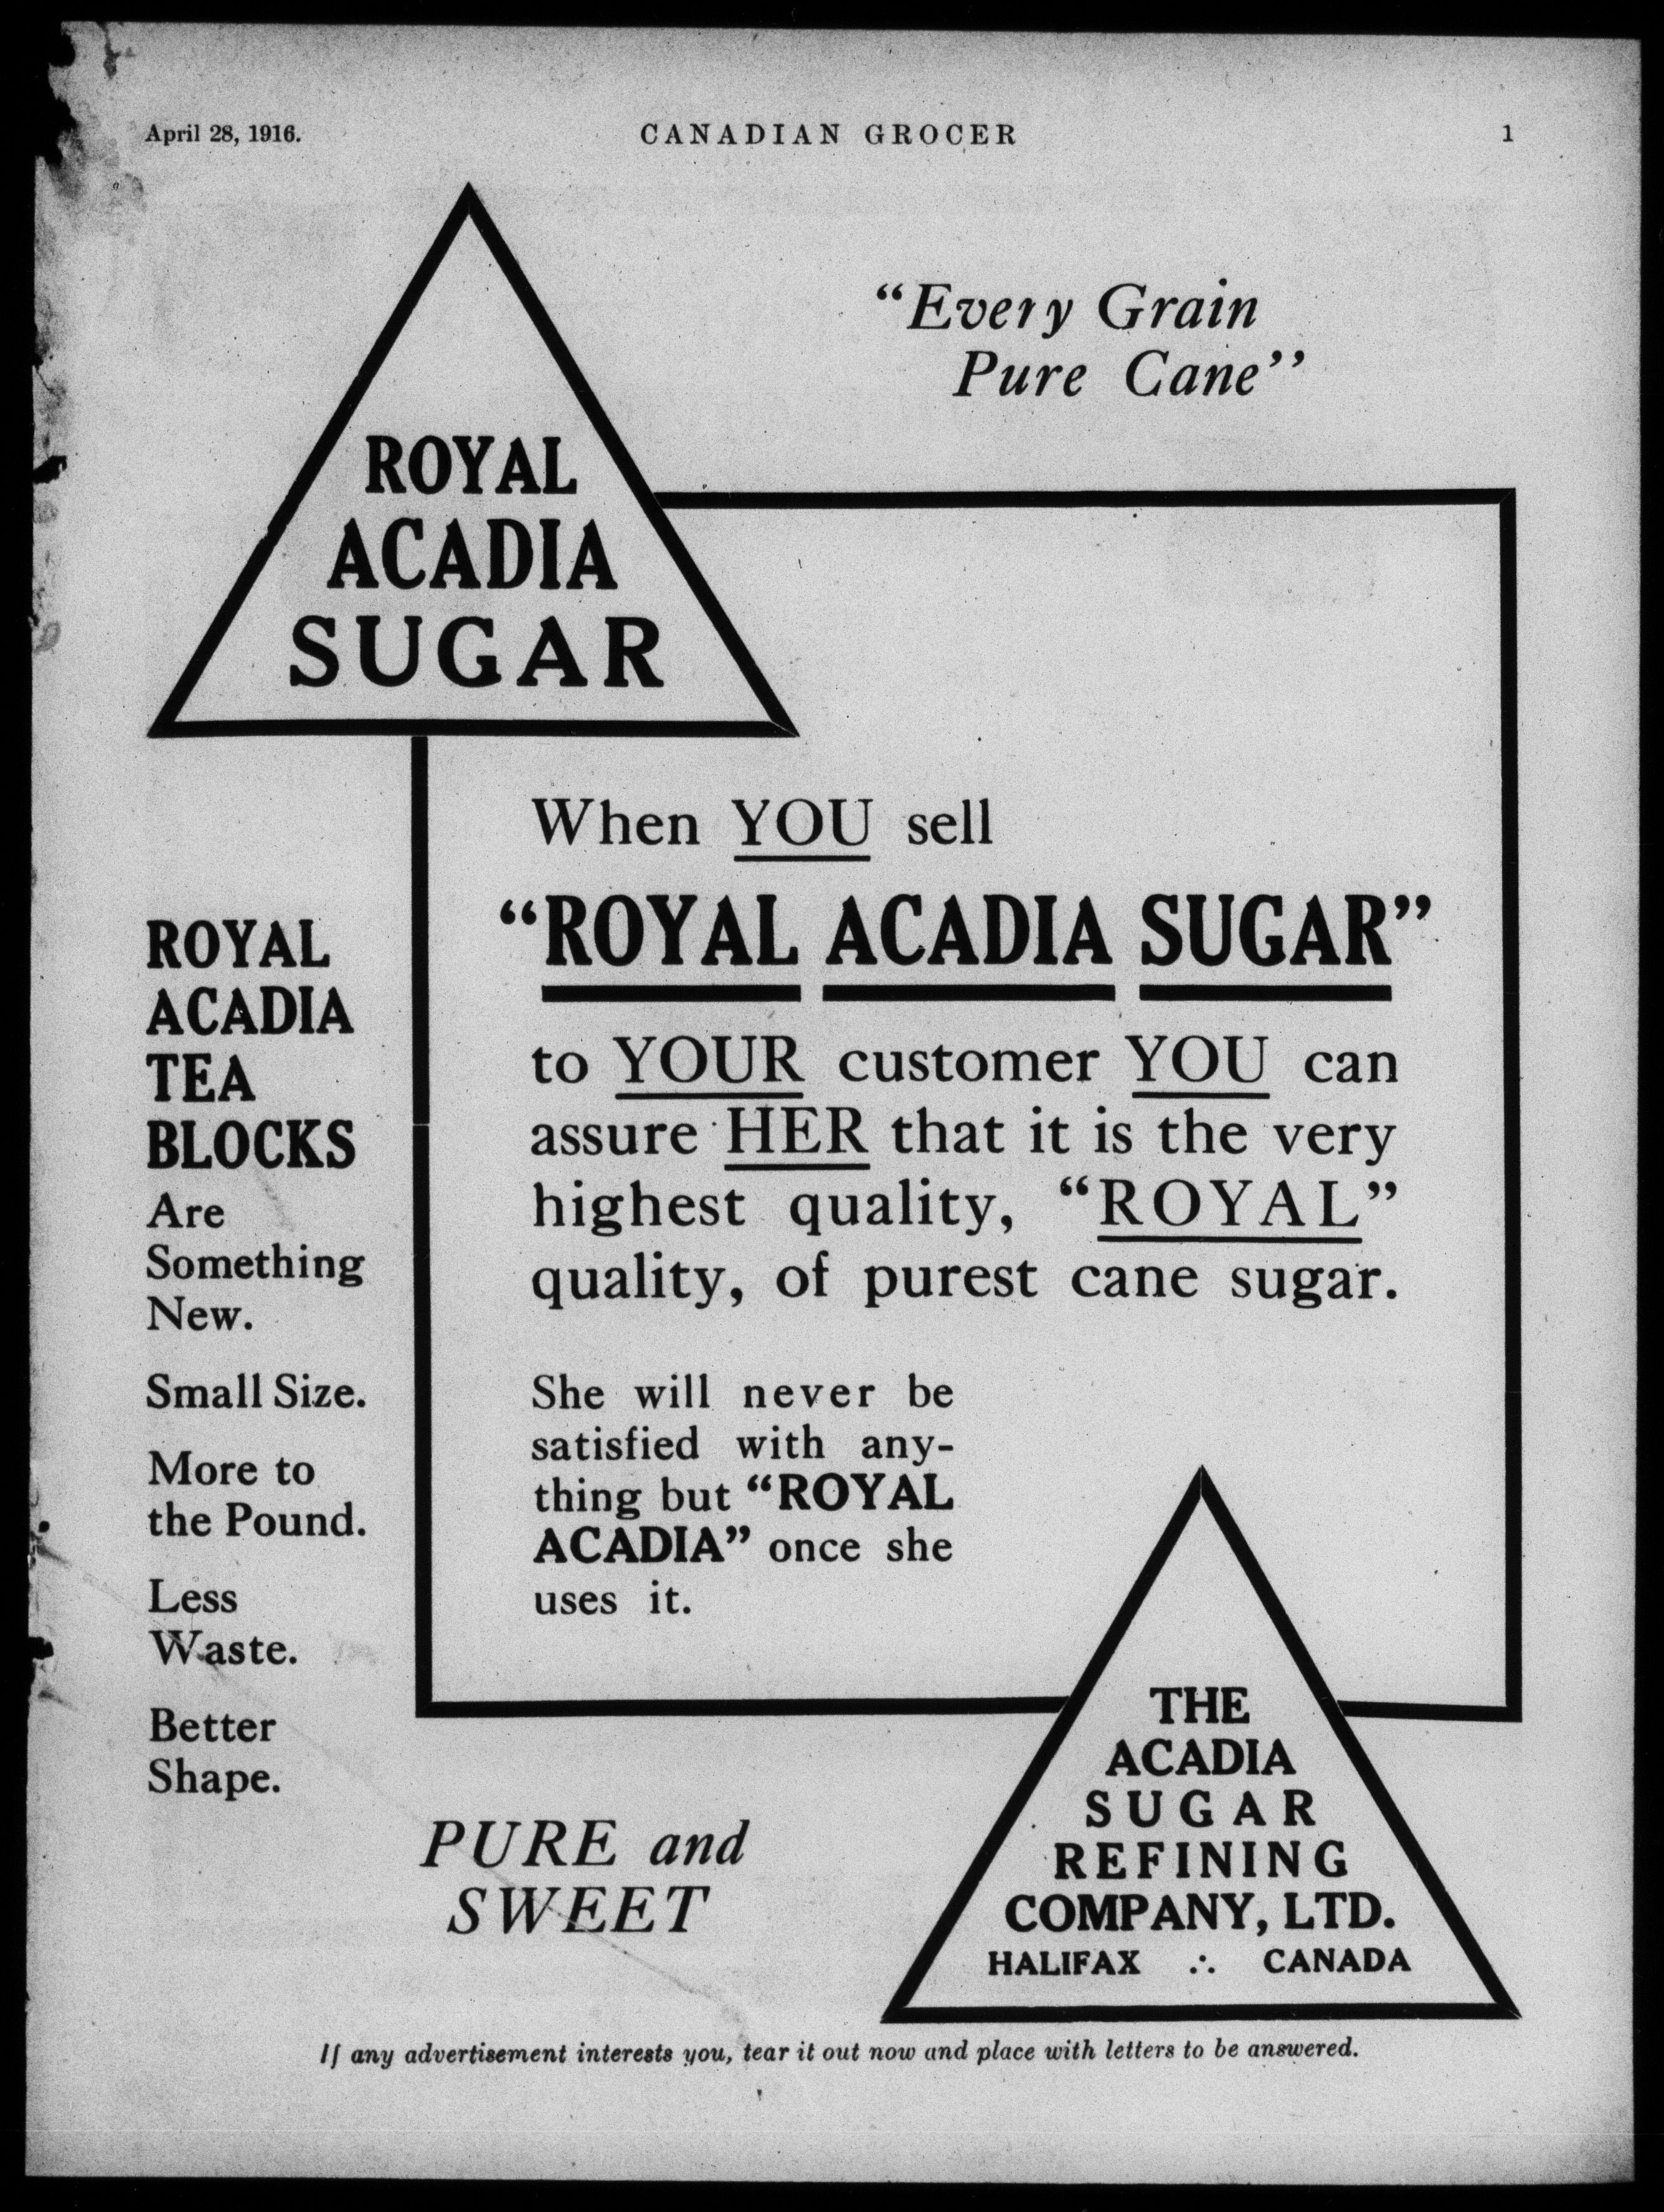 April 28, 1916.
CANADIAN GROCER
1
"Every Grain
Pure Cane"
ROYAL
ACADIA
SUGAR
When YOU sell
"ROYAL ACADIA SUGAR"
to YOUR customer YOU can
assure HER that it is the very
highest quality, "ROYAL"
quality, of purest cane sugar.
She will never be
satisfied with any-
thing but "ROYAL
ACADIA" once she
uses it.
ROYAL
ACADIA
TEA
BLOCKS
Are
Something
New.
Small Size.
More to
the Pound.
Less
Waste.
Better
Shape.
PURE and
SWEET
THE
ACADIA
SUGAR
REFINING
COMPANY, LTD.
HALIFAX ∴ CANADA
If any advertisement interests you, tear it out now and place with letters to be answered.